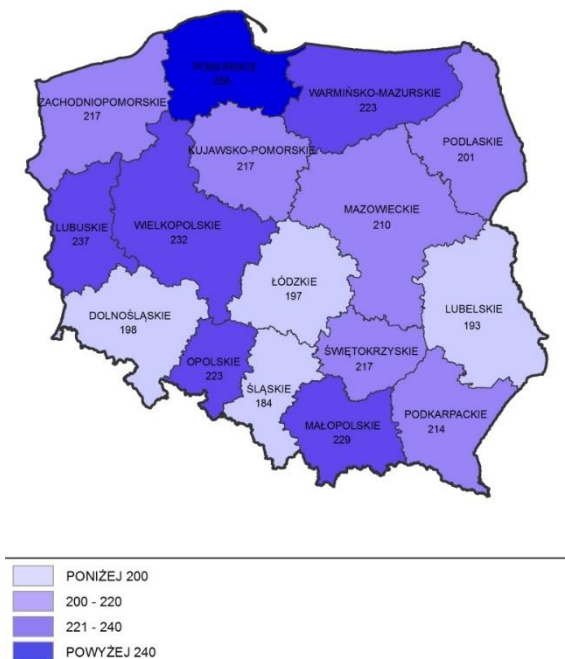 POMORSKIE
ZACHODNIOPOMORSKIE
217
WARMIŃSKO-MAZURSKIE
223
KUJAWSKO-POMORSKIE
217
PODLASKIE
201
MAZOWIECKIE
210
LUBUSKIE
237
WIELKOPOLSKIE
232
ŁÓDZKIE
197
LUBELSKIE
193
DOLNOŚLĄSKIE
198
OPOLSKIE
223
ŚLĄSKIE
184
ŚWIĘTOKRZYSKIE
217
MAŁOPOLSKIE
229
PODKARPACKIE
214
PONIŻEJ 200
200 - 220
221 - 240
POWYŻEJ 240